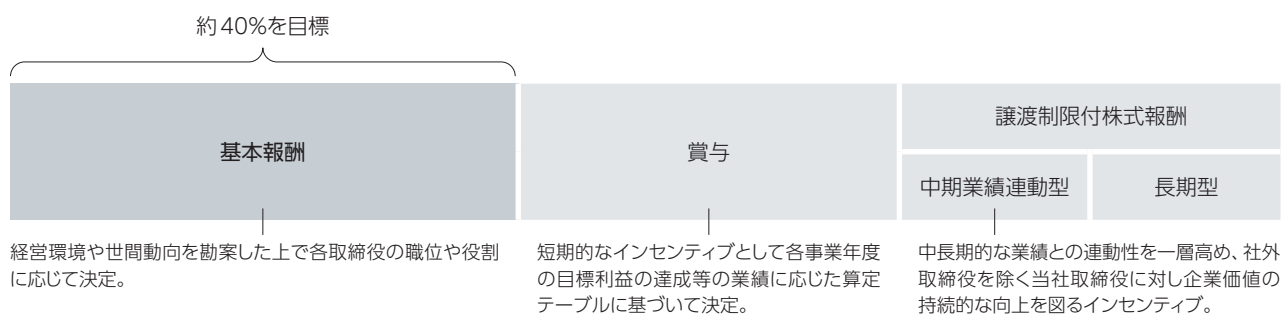 約40%を目標
基本報酬
賞与
譲渡制限付株式報酬
中期業績連動型
長期型
経営環境や世間動向を勘案した上で各取締役の職位や役割
に応じて決定。
短期的なインセンティブとして各事業年度
の目標利益の達成等の業績に応じた算定
テーブルに基づいて決定。
中長期的な業績との連動性を一層高め、社外
取締役を除く当社取締役に対し企業価値の
持続的な向上を図るインセンティブ。